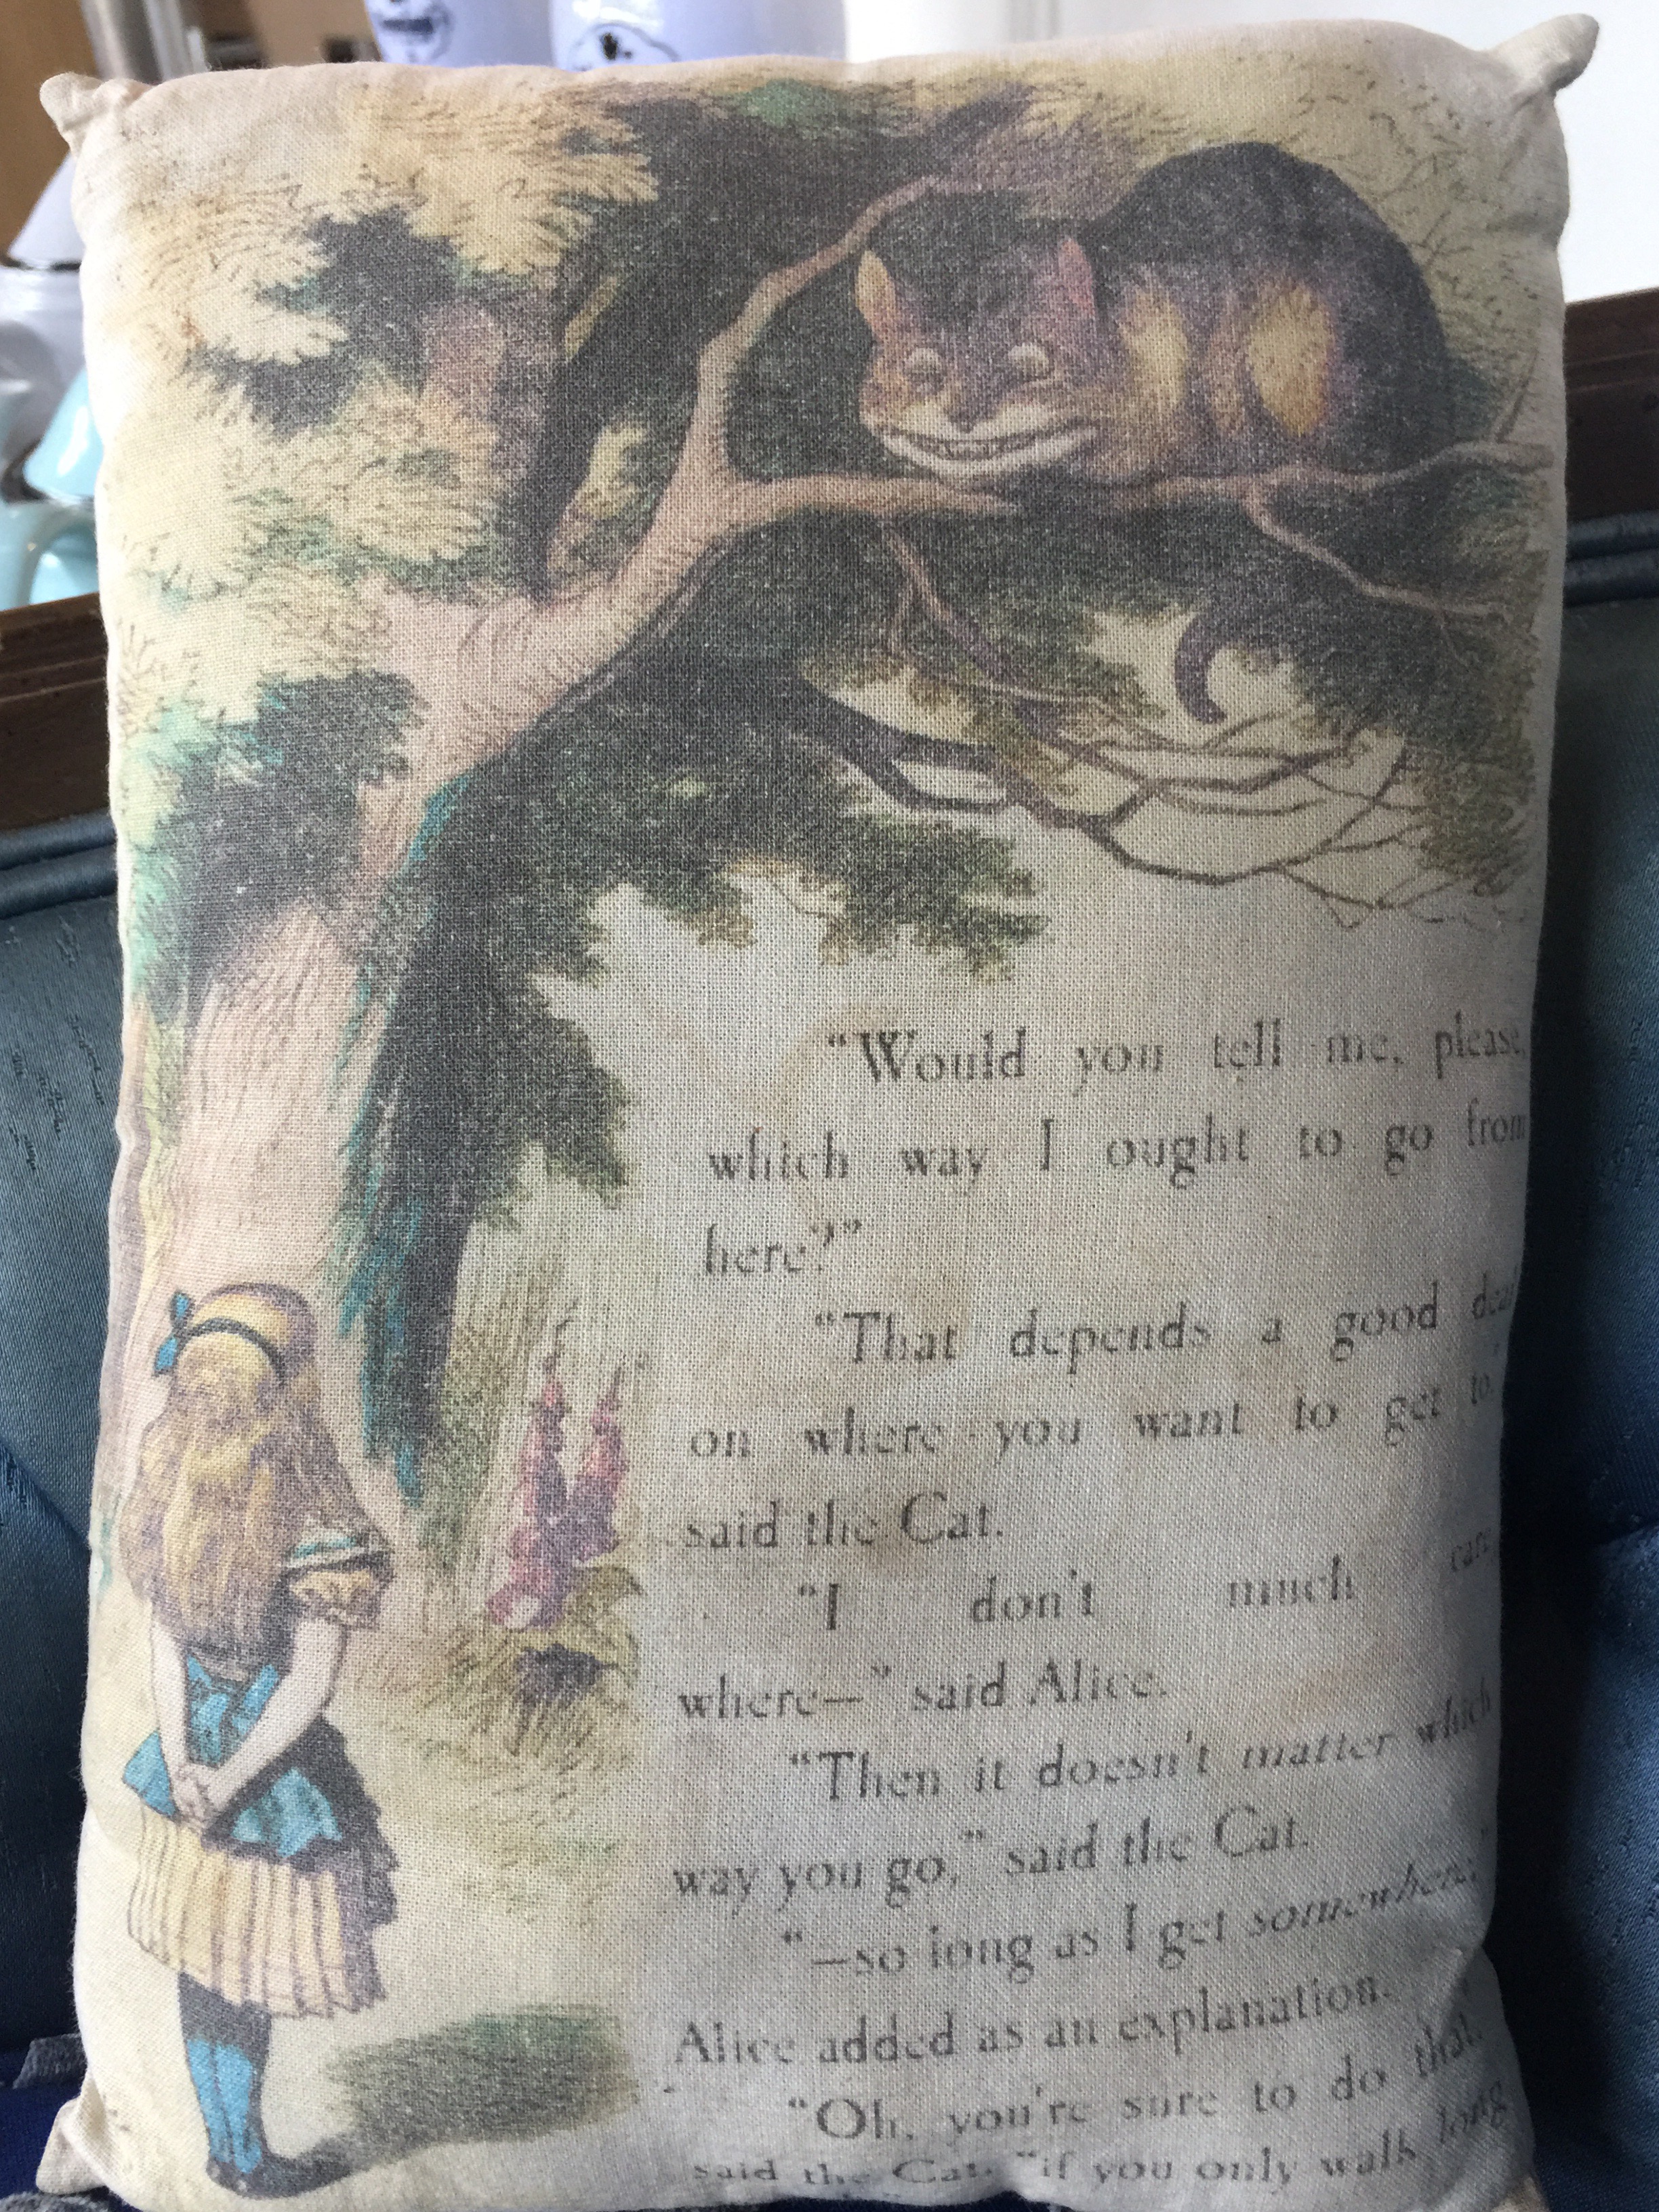 “Would you tell me, please,
which way I ought to go from
here?”
“That depends a good deal
on where you want to get to,
said the Cat.
“I don't much care
where—” said Alice.
“Then it doesn't matter which
way you go,” said the Cat.
“—so long as I get somewhere,”
Alice added as an explanation.
“Oh, you're sure to do that,
said the Cat, “if you only walk long